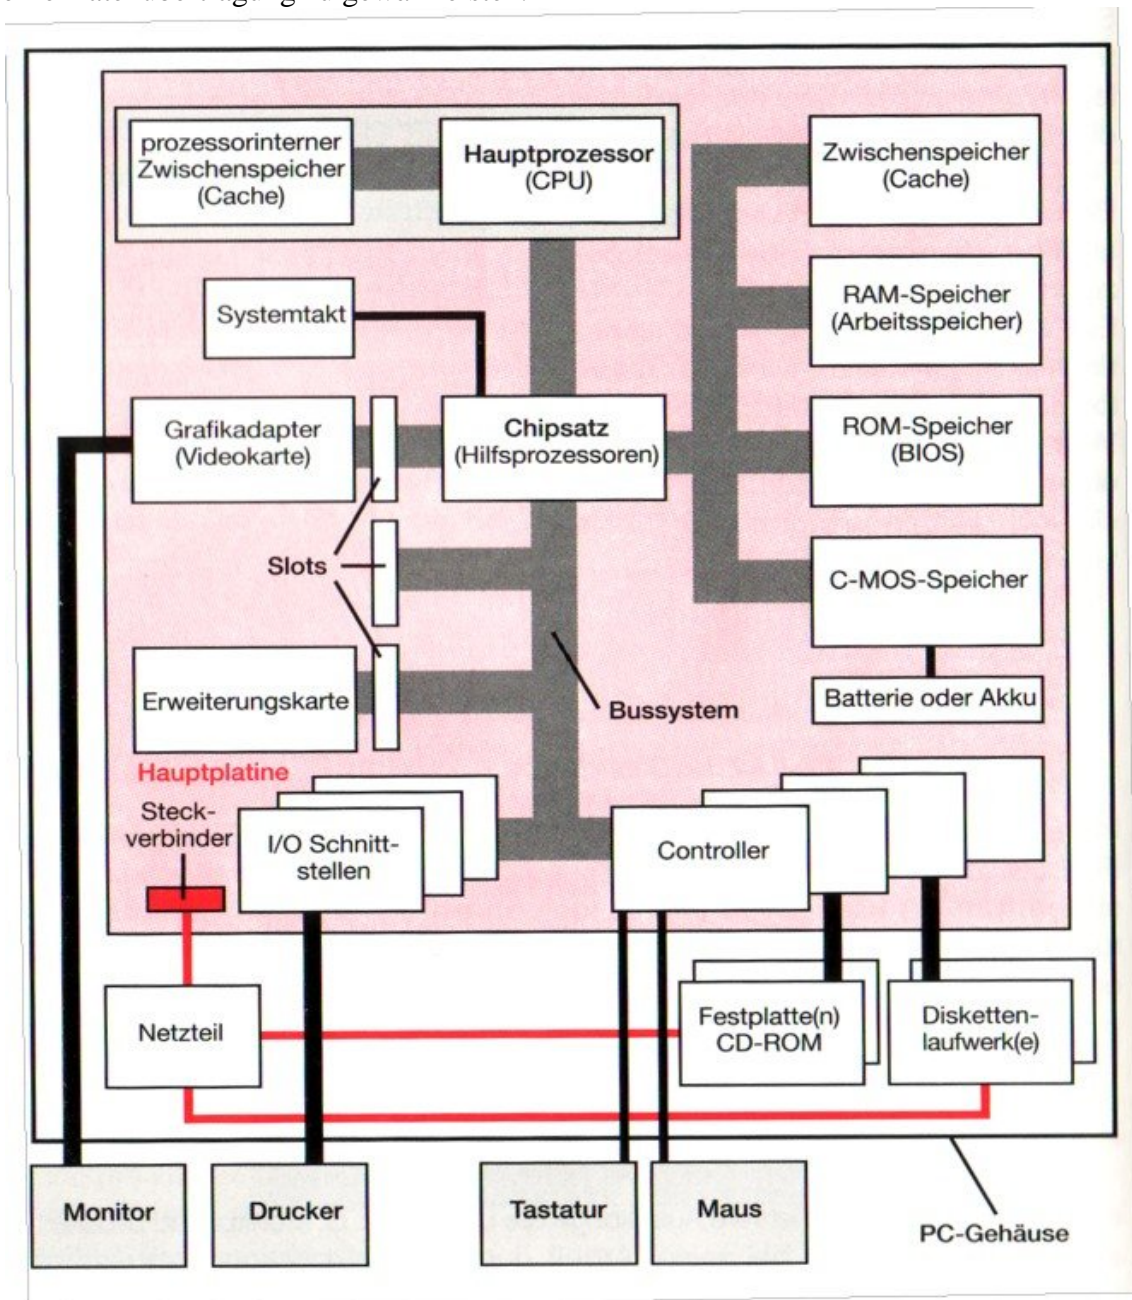 prozessorinterner
Zwischenspeicher
(Cache)
Hauptprozessor
(CPU)
Zwischenspeicher
(Cache)
Systemtakt
RAM-Speicher
(Arbeitsspeicher)
Grafikadapter
(Videokarte)
Chipsatz
(Hilfsprozessoren)
ROM-Speicher
(BIOS)
Slots
C-MOS-Speicher
Erweiterungskarte
Bussystem
Batterie oder Akku
Hauptplatine
Steck-
verbinder
I/O Schnitt-
stellen
Controller
Netzteil
Festplatte(n)
CD-ROM
Disketten-
laufwerk(e)
Monitor
Drucker
Tastatur
Maus
PC-Gehäuse